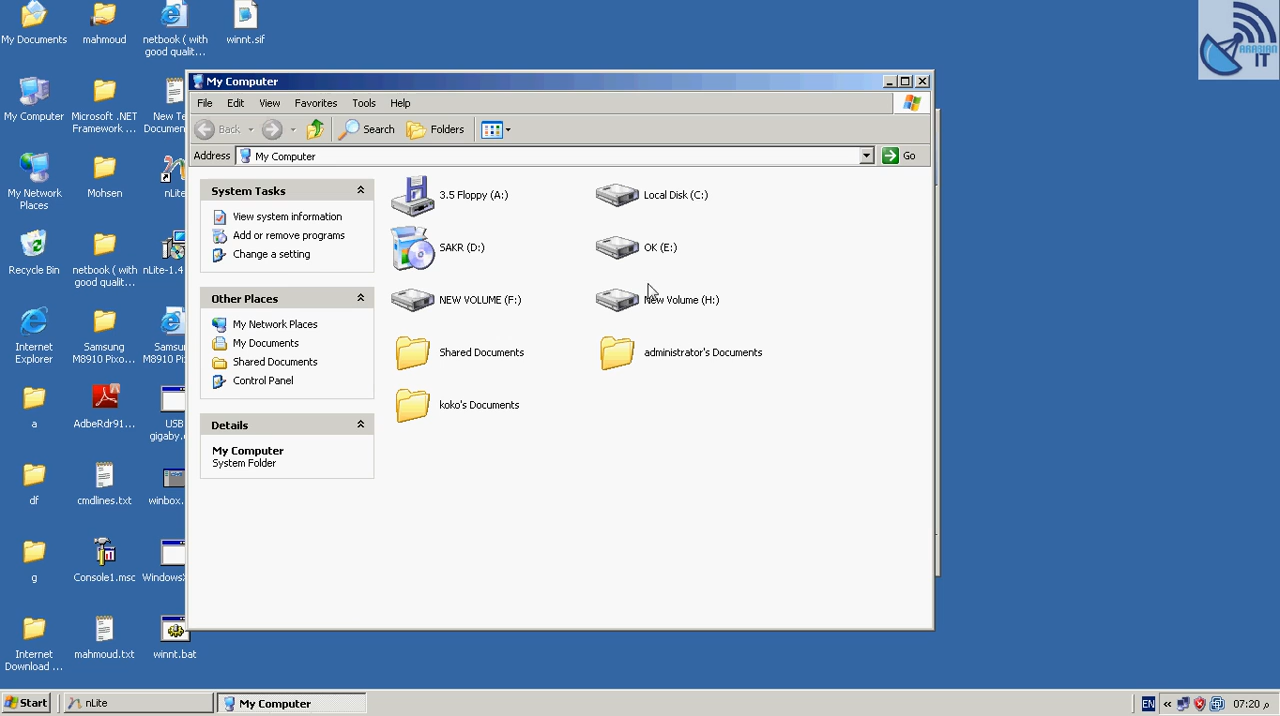 My Documents
mahmoud
netbook ( with
good qualit...
winnt.sif
ARABIAN
IT
My Computer
Microsoft .NET
Framework ...
New Te
Documen
My Network
Places
Mohsen
nLite
Recycle Bin
netbook ( with
good qualit...
nLite-1.4
Internet
Explorer
Samsung
M8910 Pixo...
Samsu
M8910 Pi
a
AdbeRdr91...
USB
gigaby.
df
cmdlines.txt
winbox.
g
Console1.msc
WindowsX
Internet
Download ...
mahmoud.txt
winnt.bat
My Computer
File Edit View Favorites Tools Help
Back Search Folders
Address My Computer Go
System Tasks
View system information
Add or remove programs
Change a setting
Other Places
My Network Places
My Documents
Shared Documents
Control Panel
Details
My Computer
System Folder
3.5 Floppy (A:)
Local Disk (C:)
SAKR (D:)
OK (E:)
NEW VOLUME (F:)
New Volume (H:)
Shared Documents
administrator's Documents
koko's Documents
Start nLite My Computer EN « 07:20 م